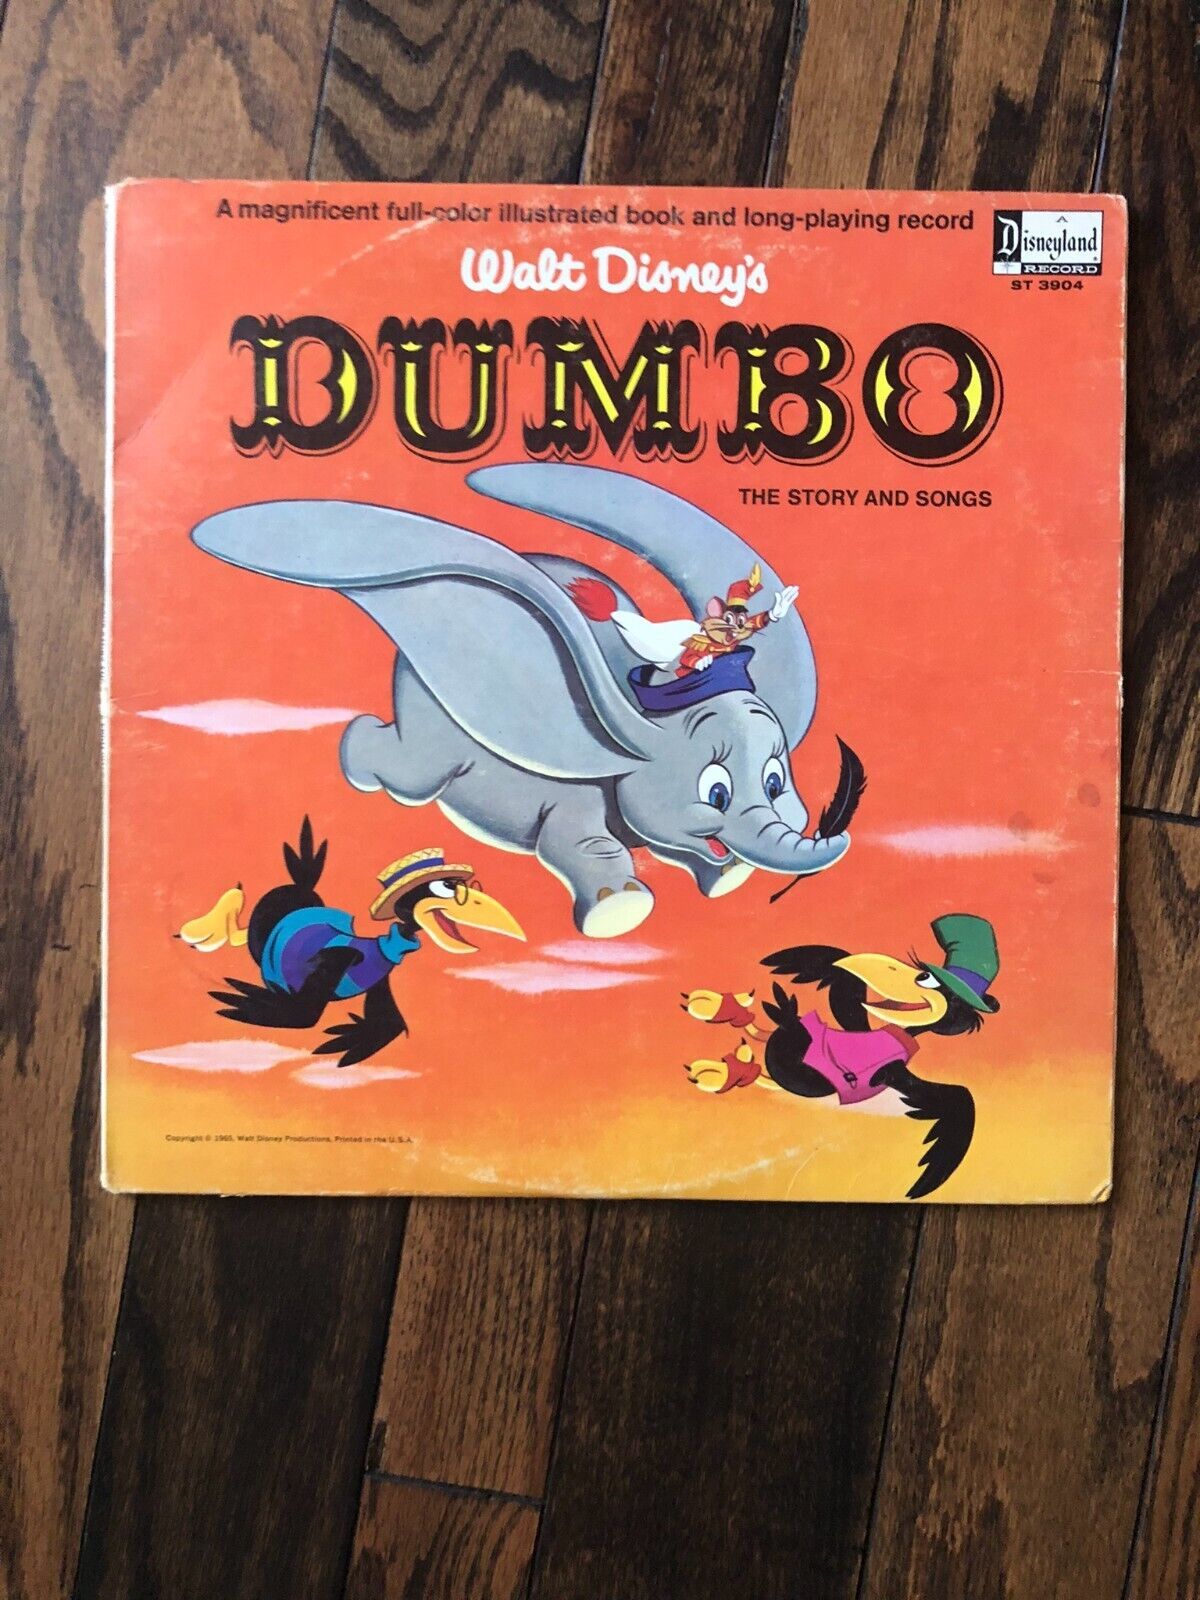 A magnificent full-color illustrated book and long-playing record
A
Disneyland
RECORD
ST 3904
Walt Disney's
DUMBO
THE STORY AND SONGS
Copyright © 1965, Walt Disney Productions, Printed in the U.S.A.